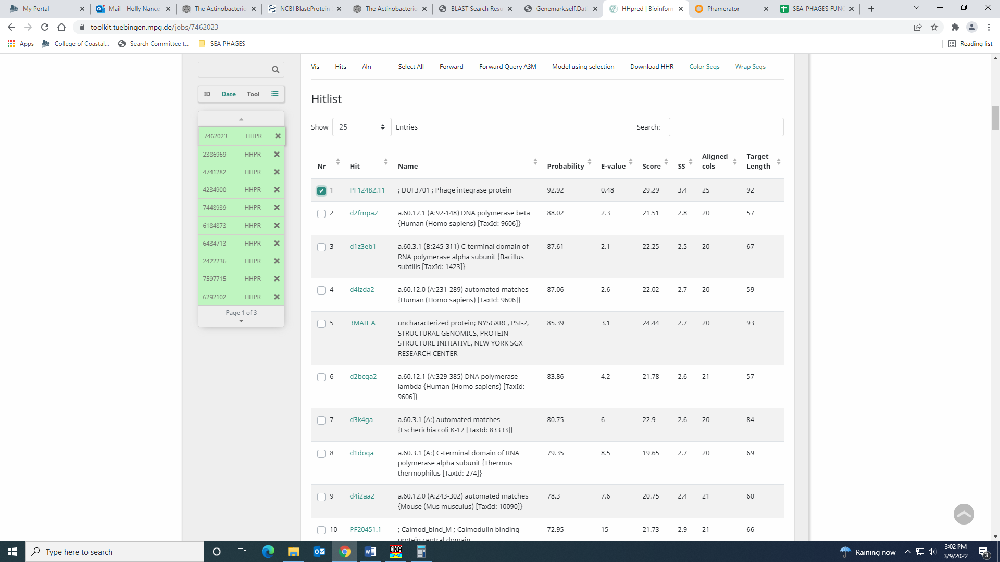 My Portal
Mail - Holly Nance
The Actinobacterio
NCBI Blast:Protein
The Actinobacterio
BLAST Search Resu
Genemark.self.Dat
HHpred | Bioinform
Phamerator
SEA-PHAGES FUNC
toolkit.tuebingen.mpg.de/jobs/7462023
Apps
College of Coastal...
Search Committee t...
SEA PHAGES
Reading list
ID Date Tool
7462023 HHPR
2386969 HHPR
4741282 HHPR
4234900 HHPR
7448939 HHPR
6184873 HHPR
6434713 HHPR
2422236 HHPR
7597715 HHPR
6292102 HHPR
Page 1 of 3
Vis Hits Aln Select All Forward Forward Query A3M Model using selection Download HHR Color Seqs Wrap Seqs
Hitlist
Show 25 Entries
Search:
Nr Hit Name Probability E-value Score SS Aligned cols Target Length
1 PF12482.11 ; DUF3701 ; Phage integrase protein 92.92 0.48 29.29 3.4 25 92
2 d2fmpa2 a.60.12.1 (A:92-148) DNA polymerase beta 88.02 2.3 21.51 2.8 20 57
{Human (Homo sapiens) [TaxId: 9606]}
3 d1z3eb1 a.60.3.1 (B:245-311) C-terminal domain of 87.61 2.1 22.25 2.5 20 67
RNA polymerase alpha subunit {Bacillus
subtilis [TaxId: 1423]}
4 d4lzda2 a.60.12.0 (A:231-289) automated matches 87.06 2.6 22.02 2.7 20 59
{Human (Homo sapiens) [TaxId: 9606]}
5 3MAB_A uncharacterized protein; NYSGXRC, PSI-2, 85.39 3.1 24.44 2.7 20 93
STRUCTURAL GENOMICS, PROTEIN
STRUCTURE INITIATIVE, NEW YORK SGX
RESEARCH CENTER
6 d2bcqa2 a.60.12.1 (A:329-385) DNA polymerase 83.86 4.2 21.78 2.6 21 57
lambda {Human (Homo sapiens) [TaxId:
9606]}
7 d3k4ga_ a.60.3.1 (A:) automated matches 80.75 6 22.9 2.6 20 84
{Escherichia coli K-12 [TaxId: 83333]}
8 d1doqa_ a.60.3.1 (A:) C-terminal domain of RNA 79.35 8.5 19.65 2.7 20 69
polymerase alpha subunit {Thermus
thermophilus [TaxId: 274]}
9 d4i2aa2 a.60.12.0 (A:243-302) automated matches 78.3 7.6 20.75 2.4 21 60
{Mouse (Mus musculus) [TaxId: 10090]}
10 PF20451.1 ; Calmod_bind_M ; Calmodulin binding 72.95 15 21.73 2.9 21 66
protein central domain
Type here to search
DNA
Raining now
3:02 PM
3/9/2022
3